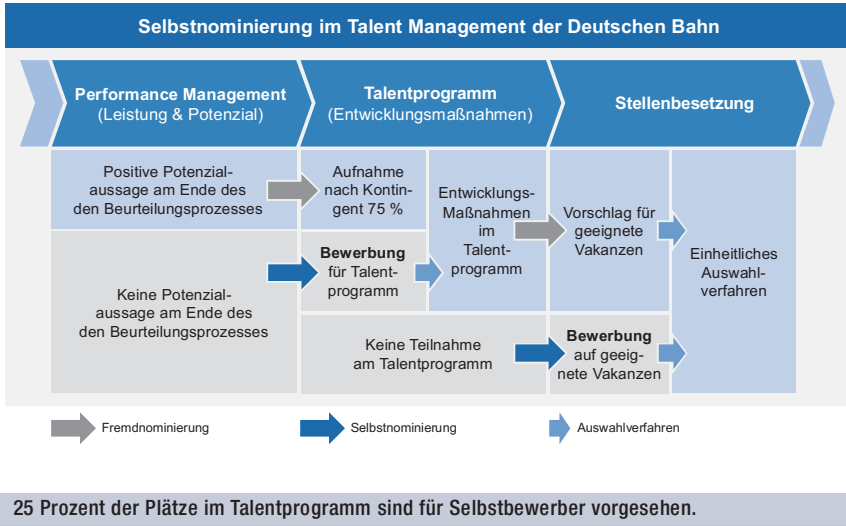 Selbstnominierung im Talent Management der Deutschen Bahn
Performance Management
(Leistung & Potenzial)
Talentprogramm
(Entwicklungsmaßnahmen)
Stellenbesetzung
Positive Potenzial-
aussage am Ende des
den Beurteilungsprozesses
Aufnahme
nach Kontin-
gent 75 %
Entwicklungs-
Maßnahmen
im
Talent-
programm
Vorschlag für
geeignete
Vakanzen
Einheitliches
Auswahl-
verfahren
Keine Potenzial-
aussage am Ende des
den Beurteilungsprozesses
Bewerbung
für Talent-
programm
Keine Teilnahme
am Talentprogramm
Bewerbung
auf geeig-
nete Vakanzen
Fremdnominierung
Selbstnominierung
Auswahlverfahren
25 Prozent der Plätze im Talentprogramm sind für Selbstbewerber vorgesehen.